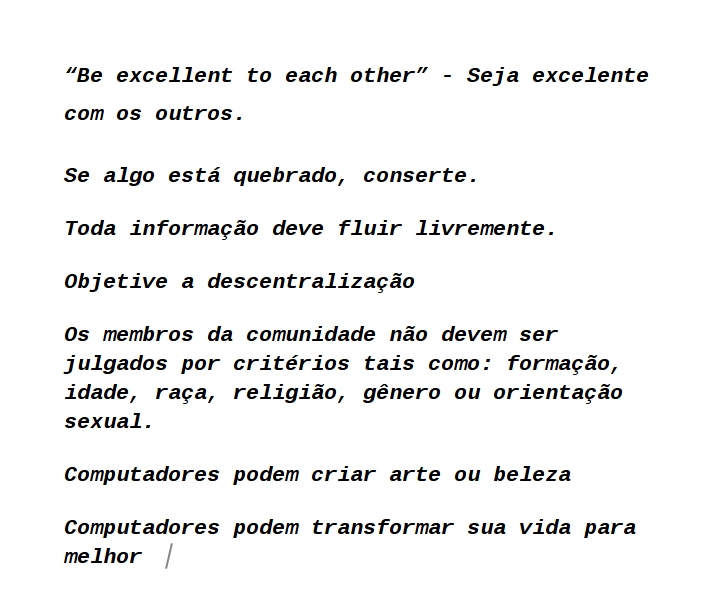 “Be excellent to each other” - Seja excelente
com os outros.
Se algo está quebrado, conserte.
Toda informação deve fluir livremente.
Objetive a descentralização
Os membros da comunidade não devem ser
julgados por critérios tais como: formação,
idade, raça, religião, gênero ou orientação
sexual.
Computadores podem criar arte ou beleza
Computadores podem transformar sua vida para
melhor